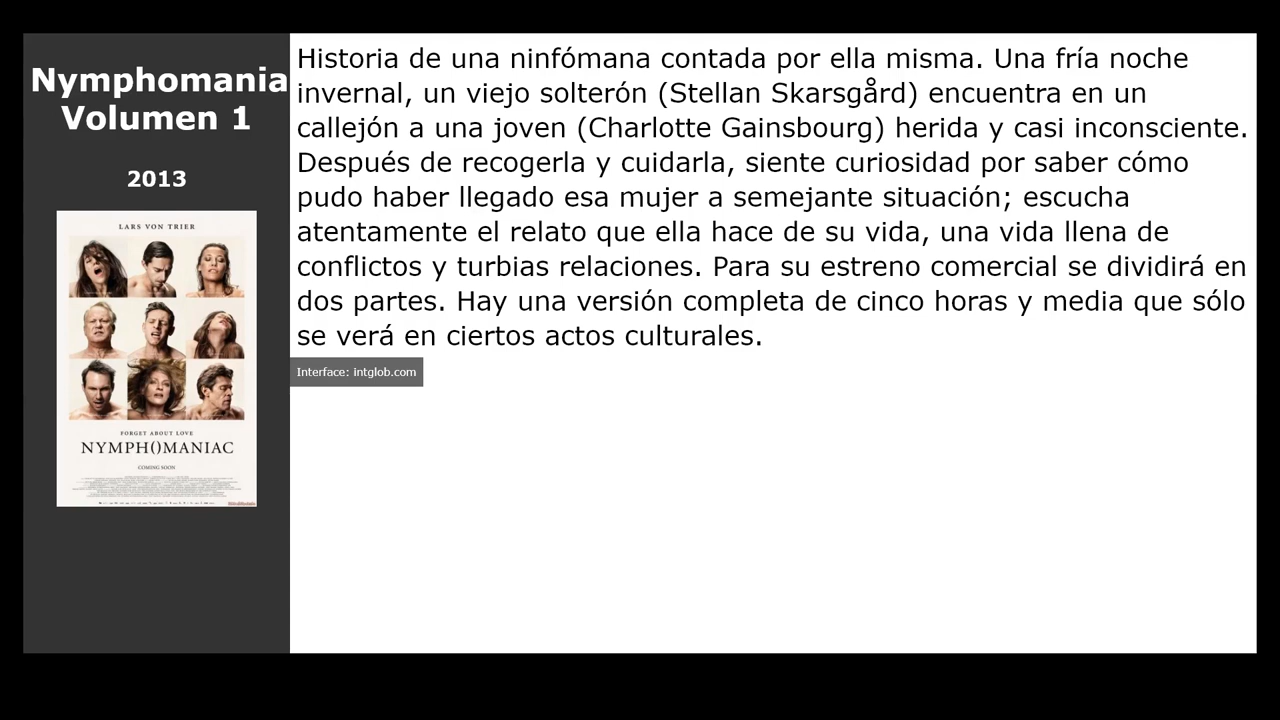 Nymphomania
Volumen 1
2013
LARS VON TRIER
FORGET ABOUT LOVE
NYMPH()MANIAC
COMING SOON
Historia de una ninfómana contada por ella misma. Una fría noche
invernal, un viejo solterón (Stellan Skarsgård) encuentra en un
callejón a una joven (Charlotte Gainsbourg) herida y casi inconsciente.
Después de recogerla y cuidarla, siente curiosidad por saber cómo
pudo haber llegado esa mujer a semejante situación; escucha
atentamente el relato que ella hace de su vida, una vida llena de
conflictos y turbias relaciones. Para su estreno comercial se dividirá en
dos partes. Hay una versión completa de cinco horas y media que sólo
se verá en ciertos actos culturales.
Interface: intglob.com